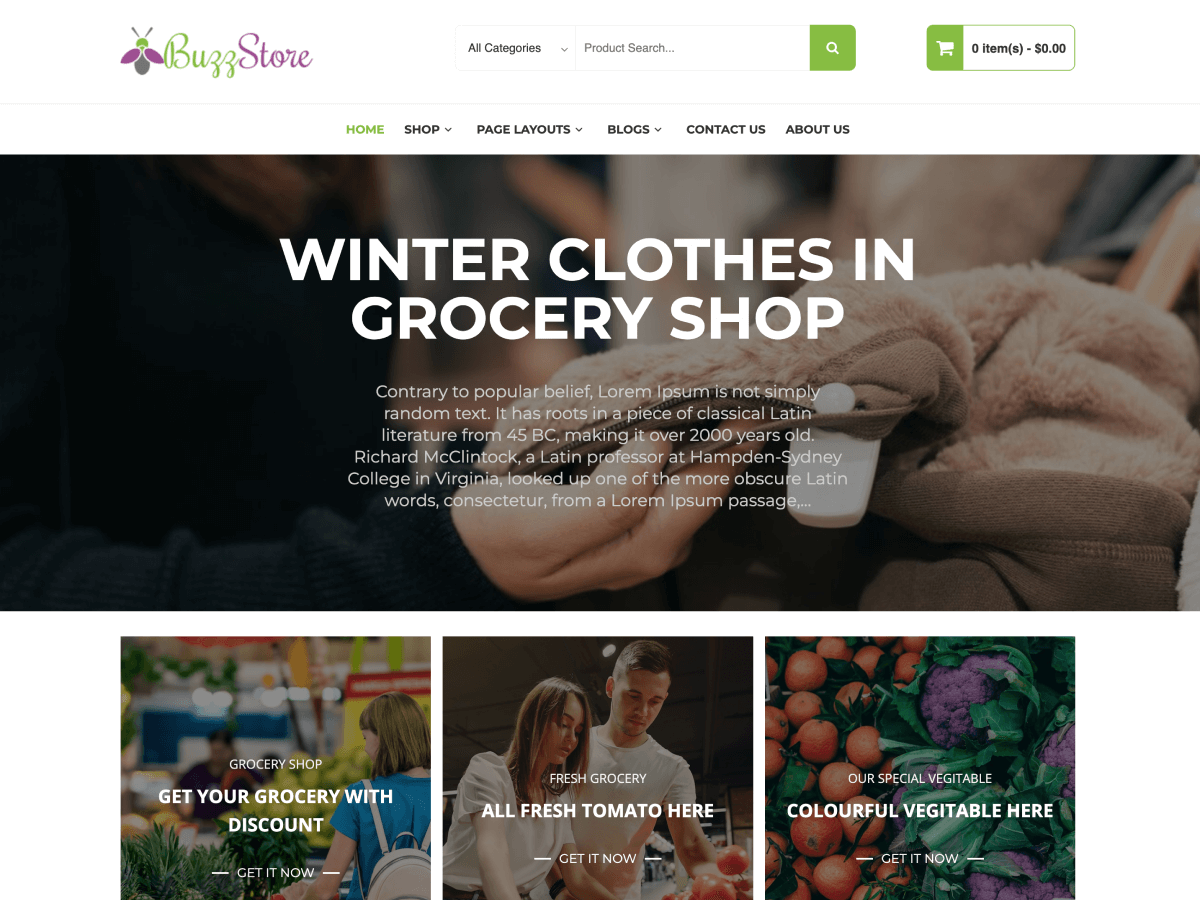 BuzzStore
All Categories
Product Search...
0 item(s) - $0.00
HOME SHOP PAGE LAYOUTS BLOGS CONTACT US ABOUT US
WINTER CLOTHES IN
GROCERY SHOP
Contrary to popular belief, Lorem Ipsum is not simply
random text. It has roots in a piece of classical Latin
literature from 45 BC, making it over 2000 years old.
Richard McClintock, a Latin professor at Hampden-Sydney
College in Virginia, looked up one of the more obscure Latin
words, consectetur, from a Lorem Ipsum passage,...
GROCERY SHOP
GET YOUR GROCERY WITH
DISCOUNT
GET IT NOW
FRESH GROCERY
ALL FRESH TOMATO HERE
GET IT NOW
OUR SPECIAL VEGITABLE
COLOURFUL VEGITABLE HERE
GET IT NOW